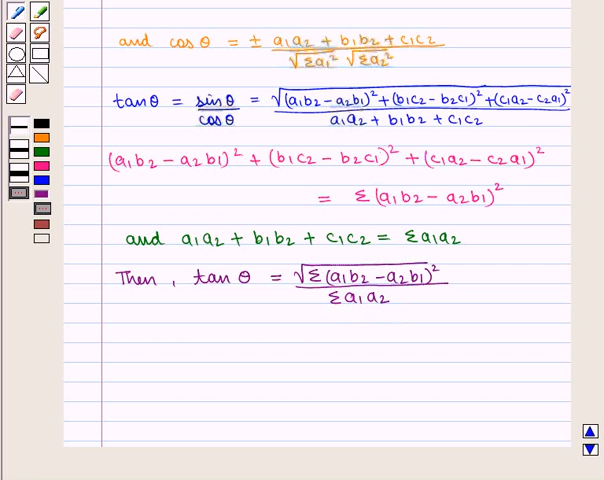 and cos θ = ± a₁a₂ + b₁b₂ + c₁c₂ / √Σa₁² √Σa₂²
tan θ = sin θ / cos θ = √(a₁b₂ − a₂b₁)² + (b₁c₂ − b₂c₁)² + (c₁a₂ − c₂a₁)² / a₁a₂ + b₁b₂ + c₁c₂
(a₁b₂ − a₂b₁)² + (b₁c₂ − b₂c₁)² + (c₁a₂ − c₂a₁)²
= Σ (a₁b₂ − a₂b₁)²
and a₁a₂ + b₁b₂ + c₁c₂ = Σa₁a₂
Then, tan θ = √Σ(a₁b₂ − a₂b₁)² / Σa₁a₂